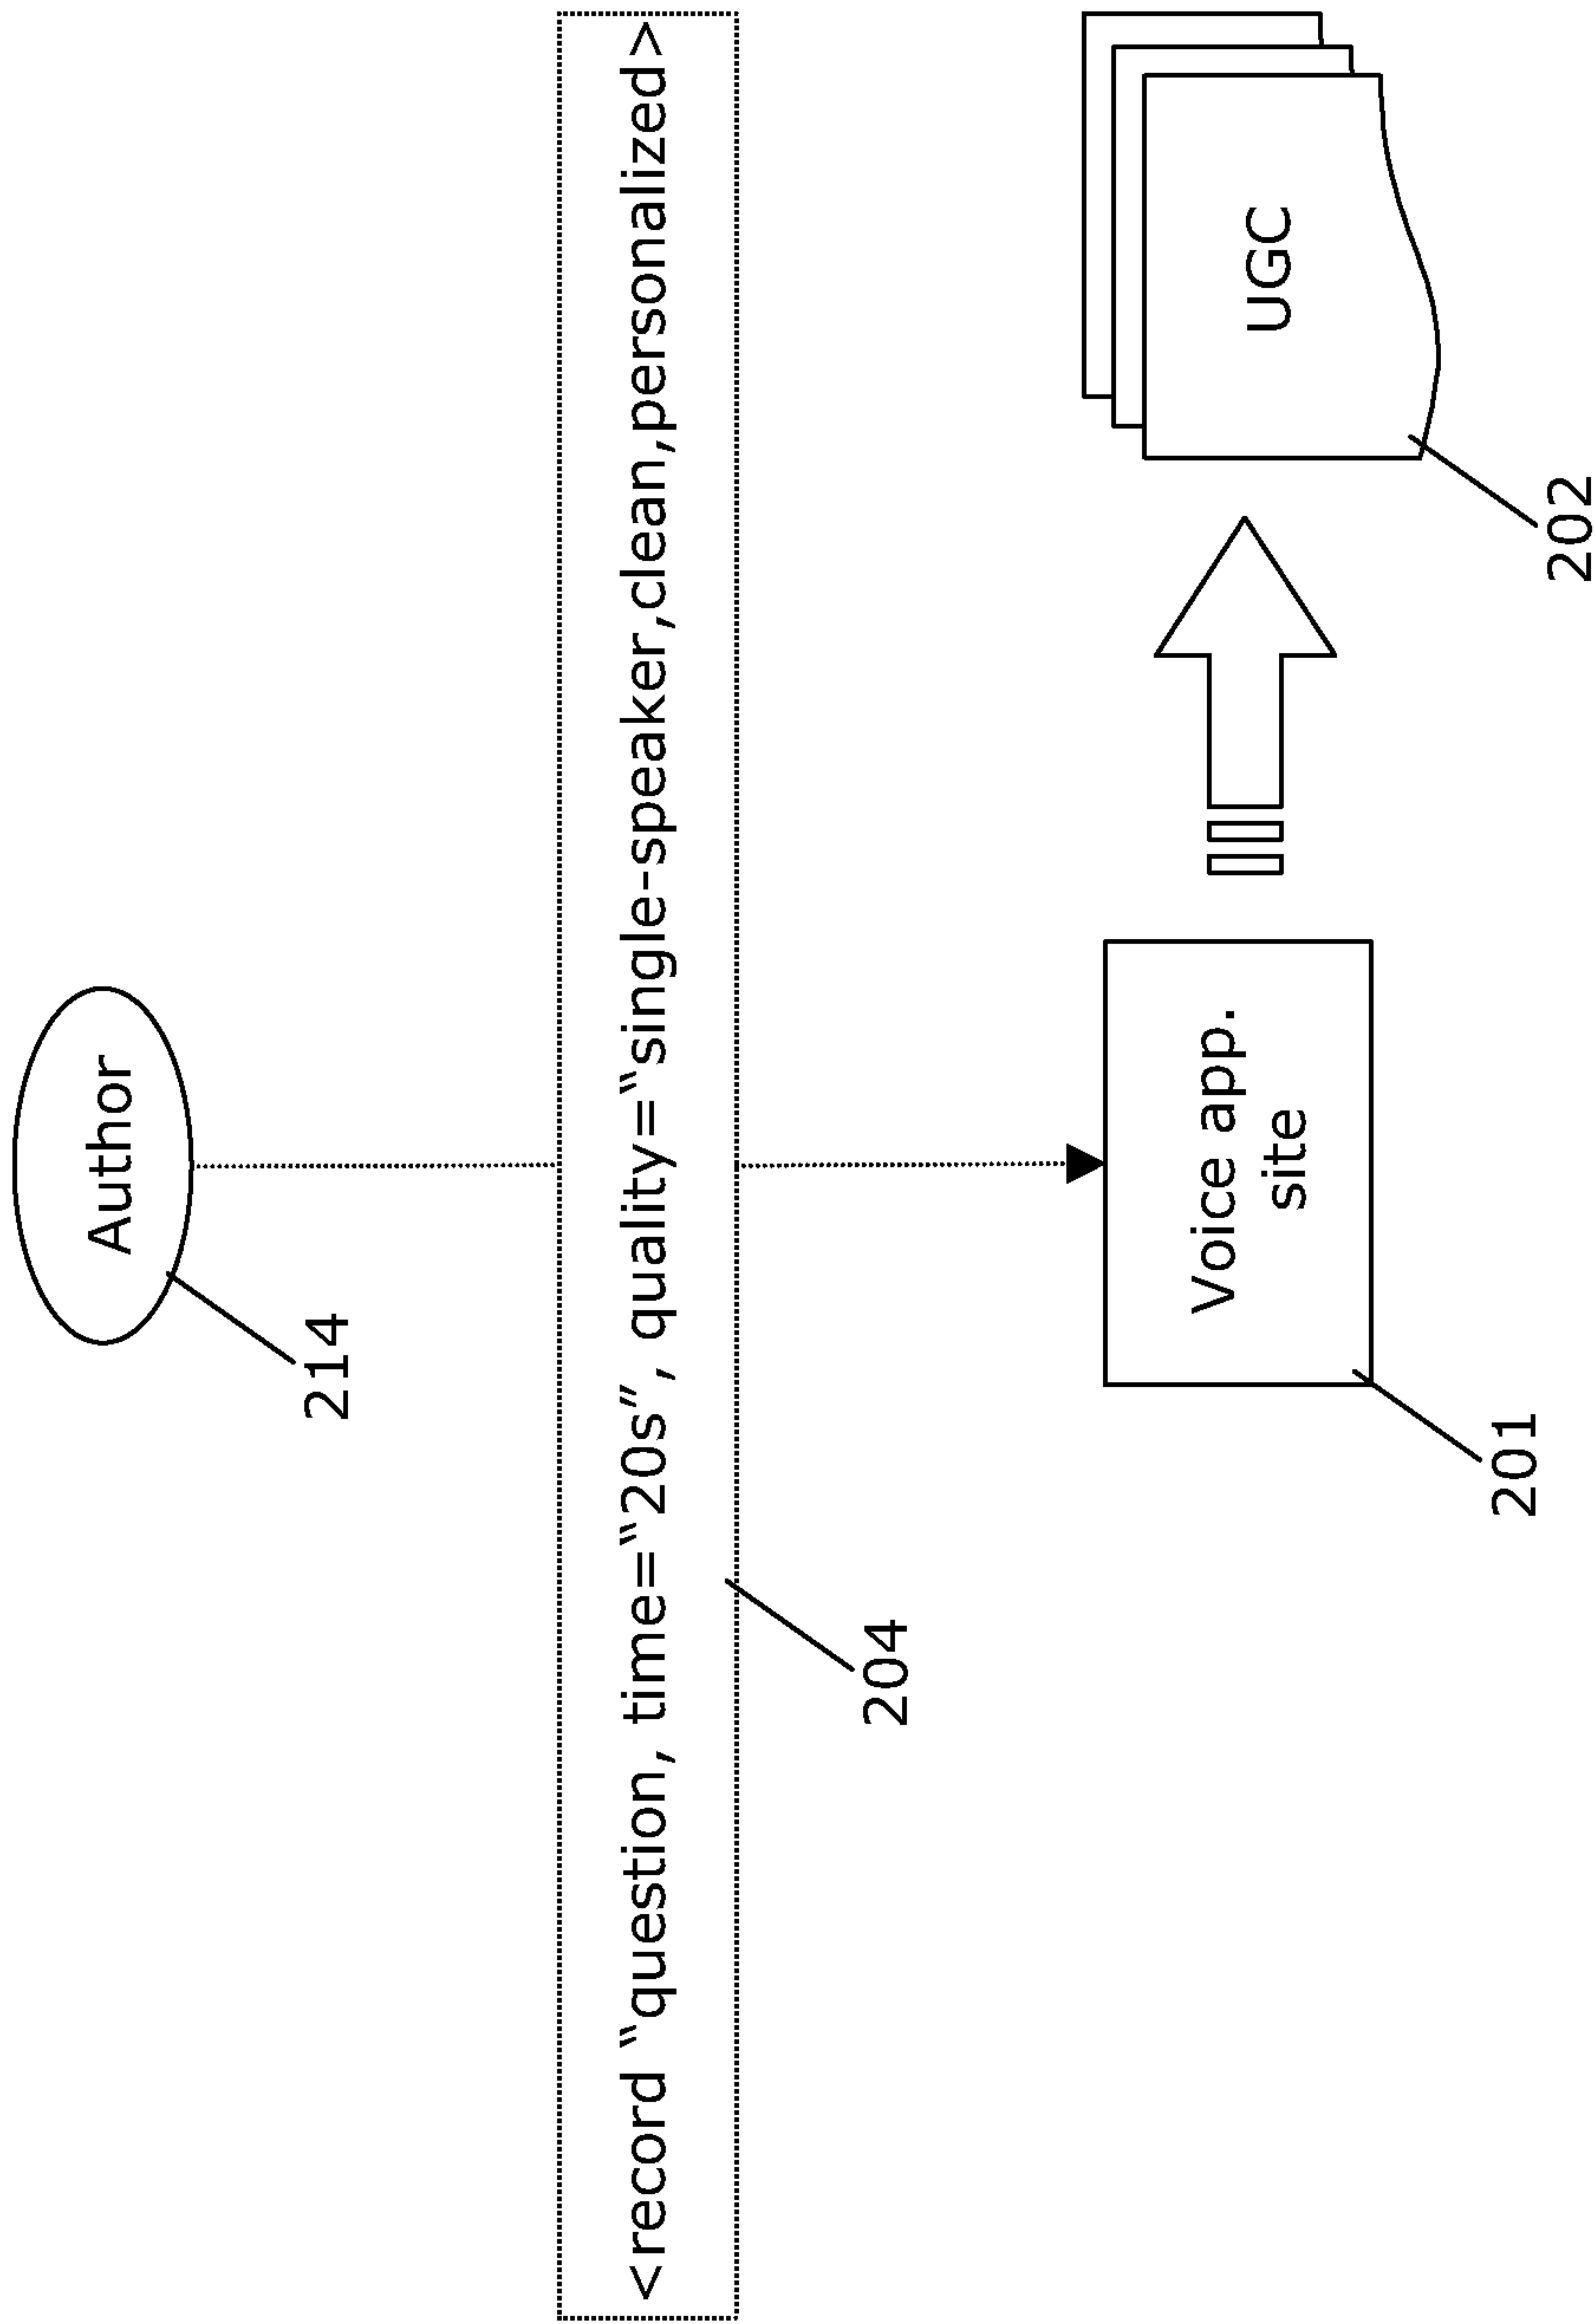 Author
214
<record “question, time=“20s”, quality=“single-speaker,clean,personalized>
204
Voice app.
site
201
UGC
202